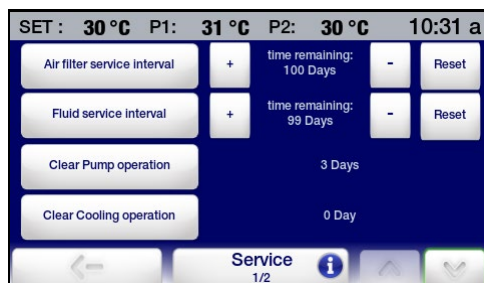 SET : 30 °C P1: 31 °C P2: 30 °C 10:31 a
Air filter service interval + time remaining: - Reset
100 Days
Fluid service interval + time remaining: - Reset
99 Days
Clear Pump operation 3 Days
Clear Cooling operation 0 Day
Service i
1/2